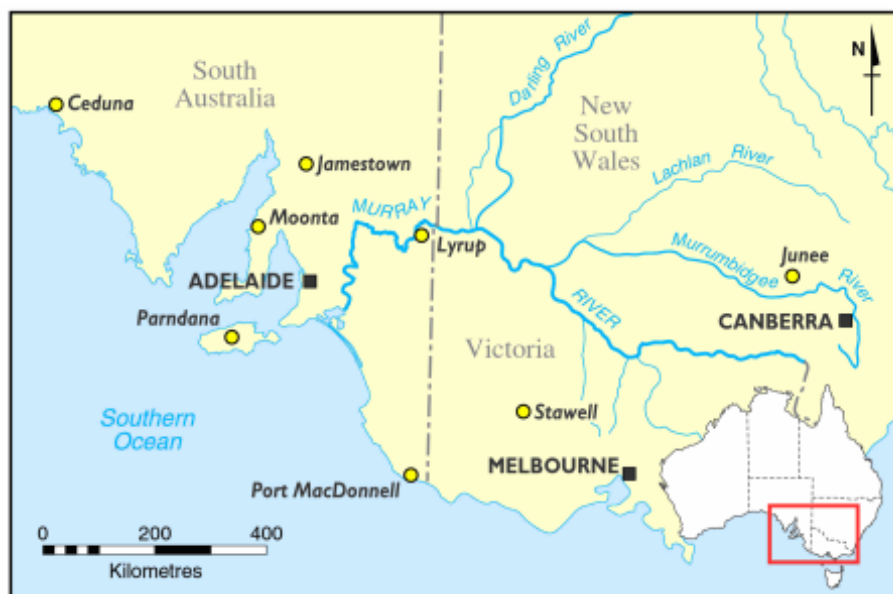 South
Australia
Ceduna
Jamestown
Moonta
MURRAY
Lyrup
ADELAIDE
Parndana
Darling River
New
South
Wales
N
Lachlan River
Murrumbidgee River
Junee
CANBERRA
RIVER
Victoria
Southern
Ocean
Stawell
MELBOURNE
Port MacDonnell
0 200 400
Kilometres